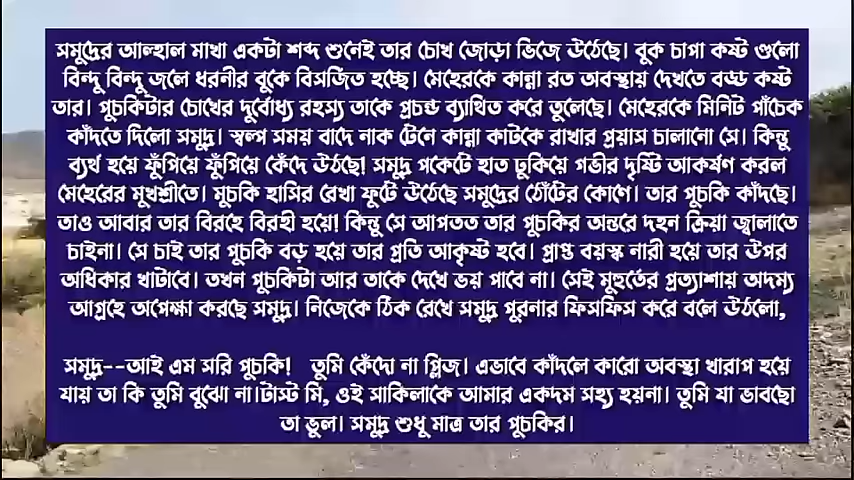 সমুদ্রের আল্হাল মাখা একটা শব্দ শুনেই তার চোখ জোড়া ভিজে উঠেছে। বুক চাপা কষ্ট গুলো
বিন্দু বিন্দু জলে ধরনীর বুকে বিসর্জিত হচ্ছে। মেহেরকে কান্না রত অবস্থায় দেখতে বড্ড কষ্ট
তার। পুচকিটার চোখের দুর্বোধ্য রহস্য তাকে প্রচন্ড ব্যাথিত করে তুলেছে। মেহেরকে মিনিট পাঁচেক
কাঁদতে দিলো সমুদ্র। স্বল্প সময় বাদে নাক টেনে কান্না কাটকে রাখার প্রয়াস চালানো সে। কিন্তু
ব্যর্থ হয়ে ফুঁপিয়ে ফুঁপিয়ে কেঁদে উঠছে! সমুদ্র পকেটে হাত ঢুকিয়ে গভীর দৃষ্টি আকর্ষণ করল
মেহেরের মুখশ্রীতে। মুচকি হাসির রেখা ফুটে উঠেছে সমুদ্রের ঠোঁটের কোণে। তার পুচকি কাঁদছে।
তাও আবার তার বিরহে বিরহী হয়ে! কিন্তু সে আপতত তার পুচকির অন্তরে দহন ক্রিয়া জ্বালাতে
চাইনা। সে চাই তার পুচকি বড় হয়ে তার প্রতি আকৃষ্ট হবে। প্রাপ্ত বয়স্ক নারী হয়ে তার উপর
অধিকার খাটাবে। তখন পুচকিটা আর তাকে দেখে ভয় পাবে না। সেই মুহুর্তের প্রত্যাশায় অদম্য
আগ্রহে অপেক্ষা করছে সমুদ্র। নিজেকে ঠিক রেখে সমুদ্র পুরনার ফিসফিস করে বলে উঠলো,
সমুদ্র--আই এম সরি পুচকি! তুমি কেঁদো না প্লিজ। এভাবে কাঁদলে কারো অবস্থা খারাপ হয়ে
যায় তা কি তুমি বুঝো না।টাস্ট মি, ওই সাকিলাকে আমার একদম সহ্য হয়না। তুমি যা ভাবছো
তা ভুল। সমুদ্র শুধু মাত্র তার পুচকির।